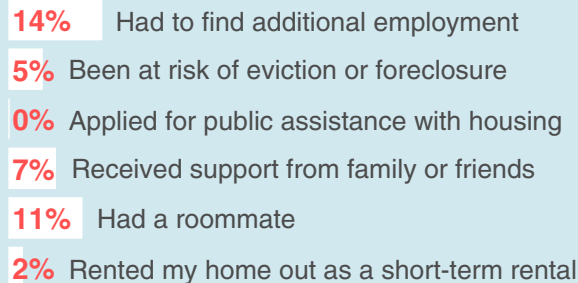 14% Had to find additional employment
5% Been at risk of eviction or foreclosure
0% Applied for public assistance with housing
7% Received support from family or friends
11% Had a roommate
2% Rented my home out as a short-term rental